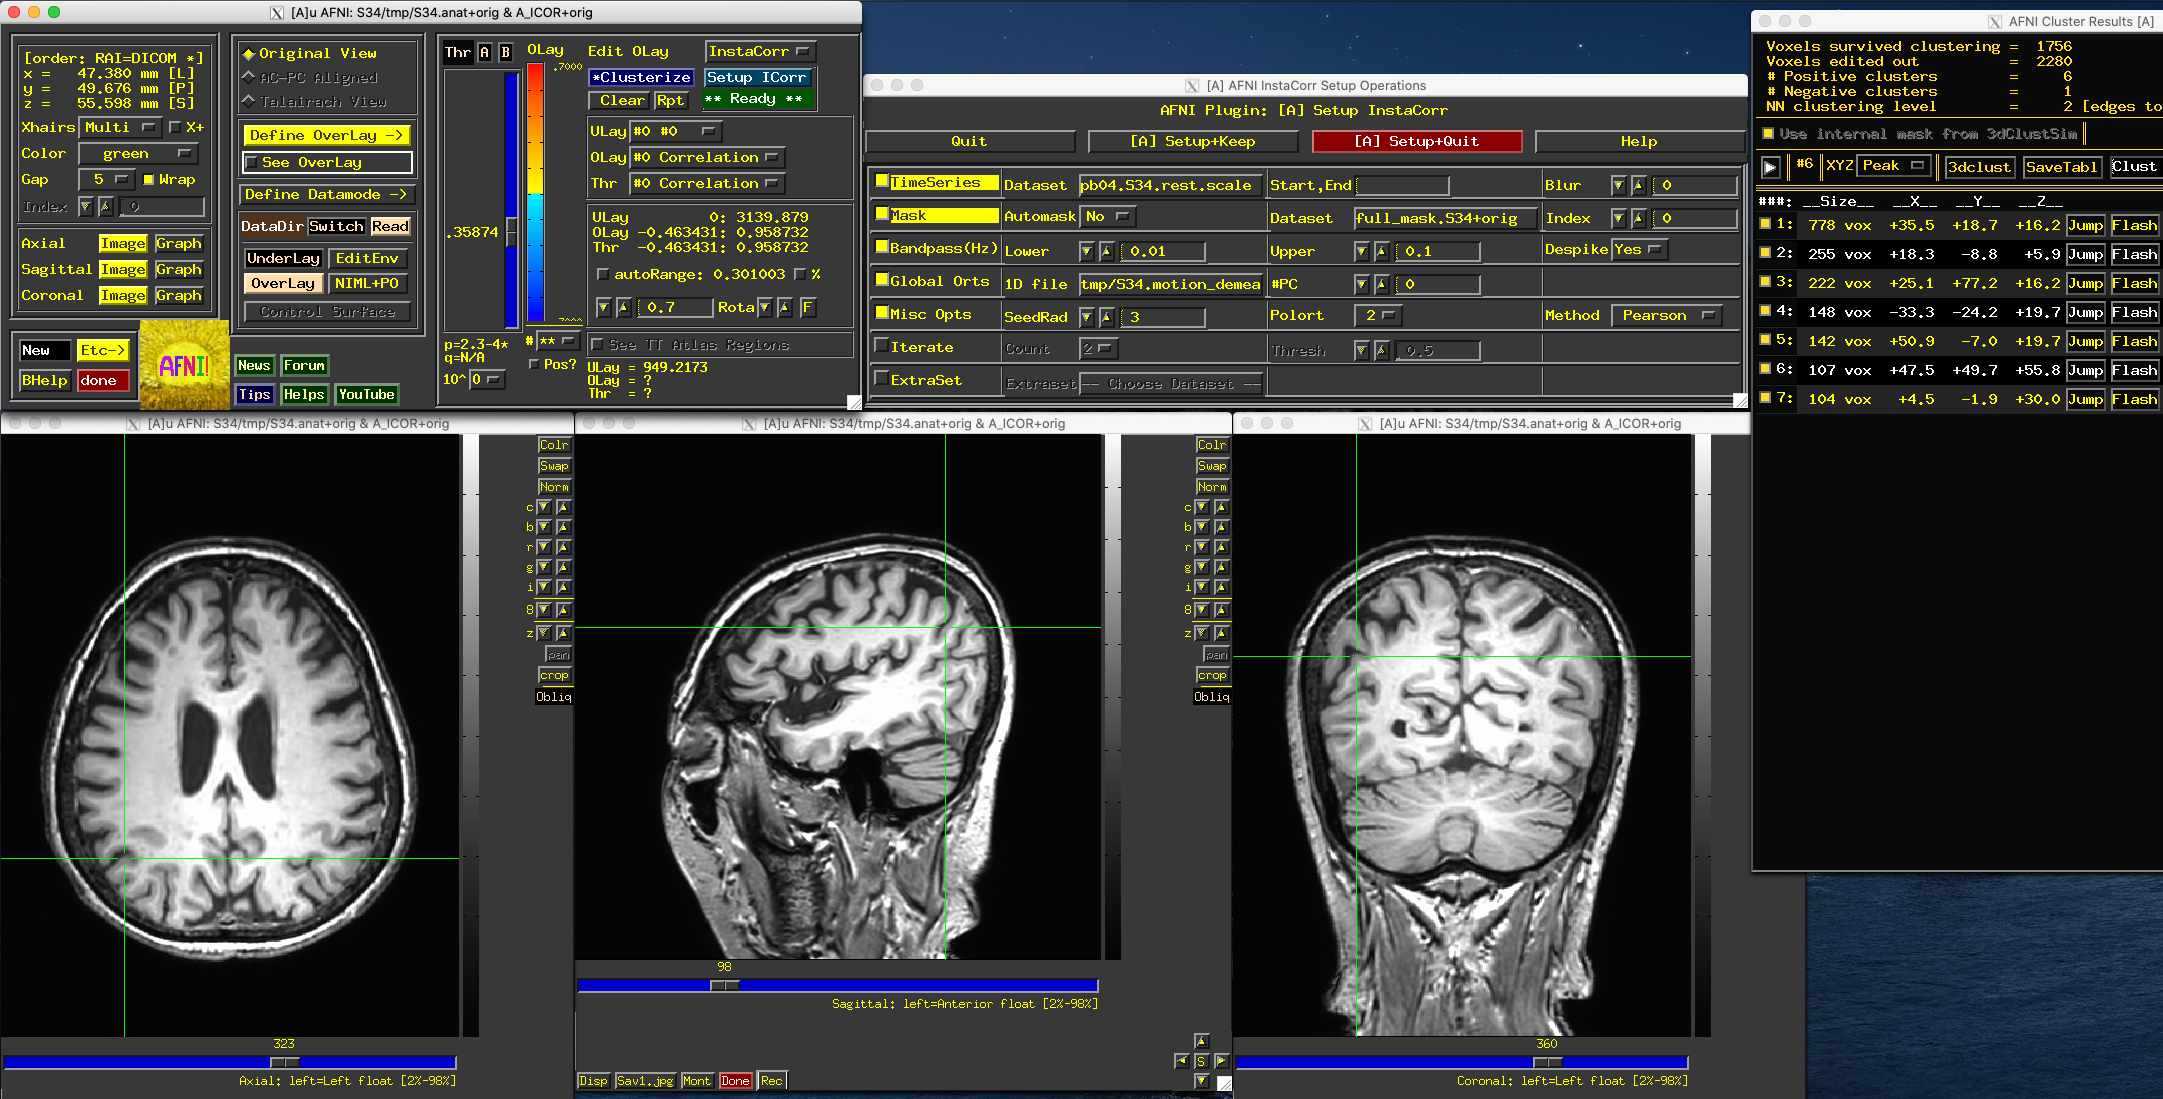 [A]u AFNI: S34/tmp/S34.anat+orig & A_ICOR+orig
[order: RAI=DICOM *]
x = 47.380 mm [L]
y = 49.676 mm [P]
z = 55.598 mm [S]
Xhairs Multi X+
Color green
Gap 5 Wrap
Index 0
Axial Image Graph
Sagittal Image Graph
Coronal Image Graph
New Etc->
BHelp done
AFNI!
Original View
AC-PC Aligned
Talairach View
Define OverLay ->
See OverLay
Define Datamode ->
DataDir Switch Read
UnderLay EditEnv
OverLay NIML+PO
Control Surface
News Forum
Tips Helps YouTube
Thr A B OLay
.7000
.35874
p=2.3-4*
q=N/A
10^ 0
# **
Pos?
Edit OLay InstaCorr
*Clusterize Setup ICorr
Clear Rpt ** Ready **
ULay #0 #0
OLay #0 Correlation
Thr #0 Correlation
ULay 0: 3139.879
OLay -0.463431: 0.958732
Thr -0.463431: 0.958732
autoRange: 0.301003 %
0.7 Rota F
See TT Atlas Regions
ULay = 949.2173
OLay = ?
Thr = ?
[A] AFNI InstaCorr Setup Operations
AFNI Plugin: [A] Setup InstaCorr
Quit [A] Setup+Keep [A] Setup+Quit Help
TimeSeries Dataset pb04.S34.rest.scale Start,End Blur 0
Mask Automask No Dataset full_mask.S34+orig Index 0
Bandpass(Hz) Lower 0.01 Upper 0.1 Despike Yes
Global Orts 1D file tmp/S34.motion_demea #PC 0
Misc Opts SeedRad 3 Polort 2 Method Pearson
Iterate Count 2 Thresh 0.5
ExtraSet Extraset -- Choose Dataset --
AFNI Cluster Results [A]
Voxels survived clustering = 1756
Voxels edited out = 2280
# Positive clusters = 6
# Negative clusters = 1
NN clustering level = 2 [edges to
Use internal mask from 3dClustSim
#6 XYZ Peak 3dclust SaveTabl Clust
###: __Size__ __X__ __Y__ __Z__
1: 778 vox +35.5 +18.7 +16.2 Jump Flash
2: 255 vox +18.3 -8.8 +5.9 Jump Flash
3: 222 vox +25.1 +77.2 +16.2 Jump Flash
4: 148 vox -33.3 -24.2 +19.7 Jump Flash
5: 142 vox +50.9 -7.0 +19.7 Jump Flash
6: 107 vox +47.5 +49.7 +55.8 Jump Flash
7: 104 vox +4.5 -1.9 +30.0 Jump Flash
[A]u AFNI: S34/tmp/S34.anat+orig & A_ICOR+orig
Colr
Swap
Norm
c
b
r
g
i
8
z
pan
crop
Obliq
323
Axial: left=Left float [2%-98%]
[A]u AFNI: S34/tmp/S34.anat+orig & A_ICOR+orig
Colr
Swap
Norm
c
b
r
g
i
8
z
pan
crop
Obliq
98
Sagittal: left=Anterior float [2%-98%]
S
Disp Sav1.jpg Mont Done Rec
[A]u AFNI: S34/tmp/S34.anat+orig & A_ICOR+orig
360
Coronal: left=Left float [2%-98%]